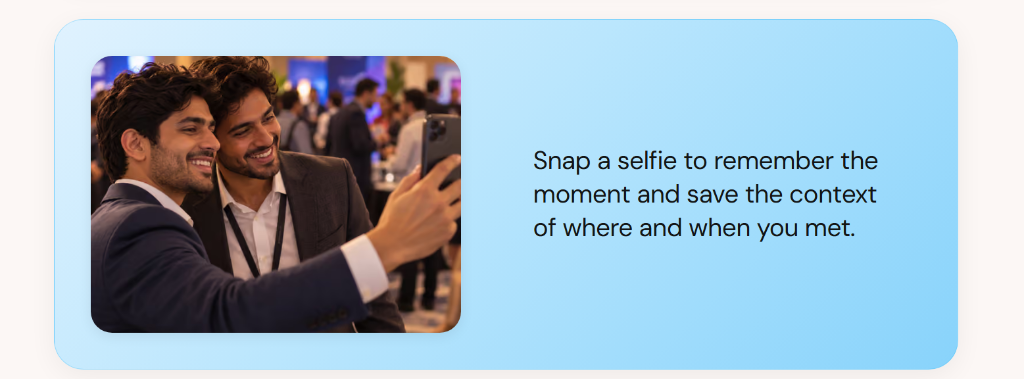 Snap a selfie to remember the
moment and save the context
of where and when you met.